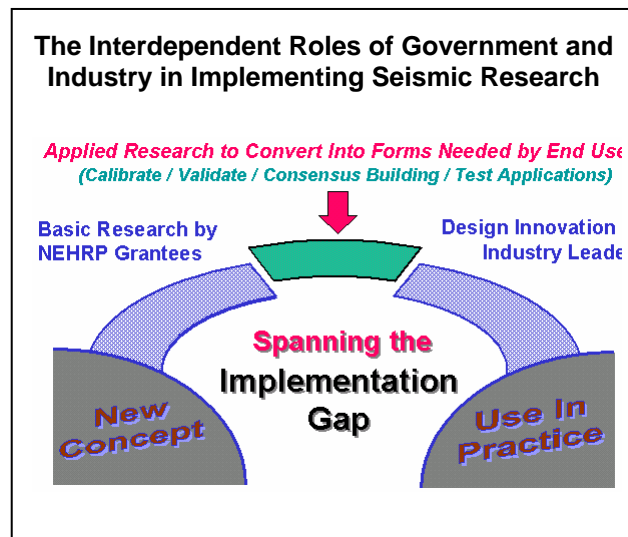 The Interdependent Roles of Government and
Industry in Implementing Seismic Research
Applied Research to Convert Into Forms Needed by End Use
(Calibrate / Validate / Consensus Building / Test Applications)
Basic Research by
NEHRP Grantees
Design Innovation
Industry Leade
Spanning the
Implementation
Gap
New
Concept
Use In
Practice